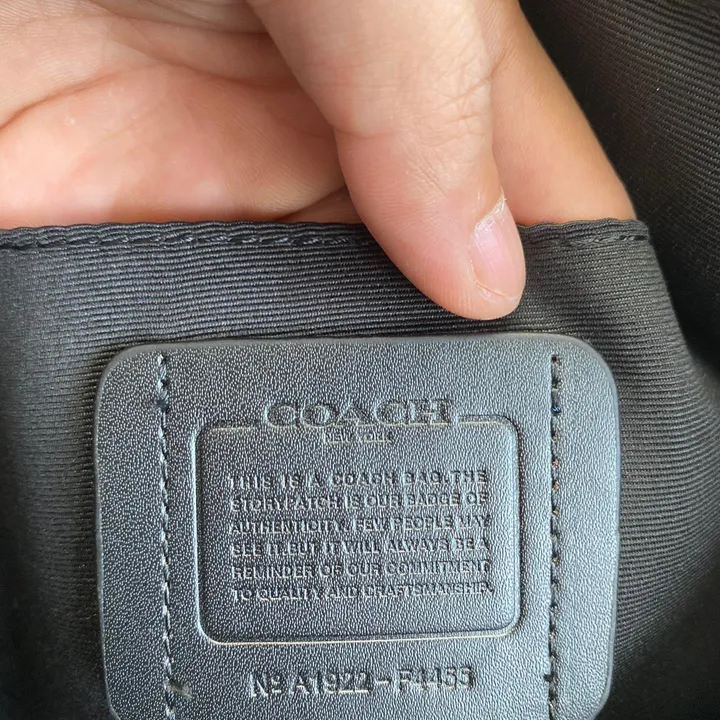 COACH
NEW YORK
THIS IS A COACH BAG.THE
STORYPATCH IS OUR BADGE OF
AUTHENTICITY. FEW PEOPLE MAY
SEE IT.BUT IT WILL ALWAYS BE A
REMINDER OF OUR COMMITMENT
TO QUALITY AND CRAFTSMANSHIP.
Nº A1922-F4455